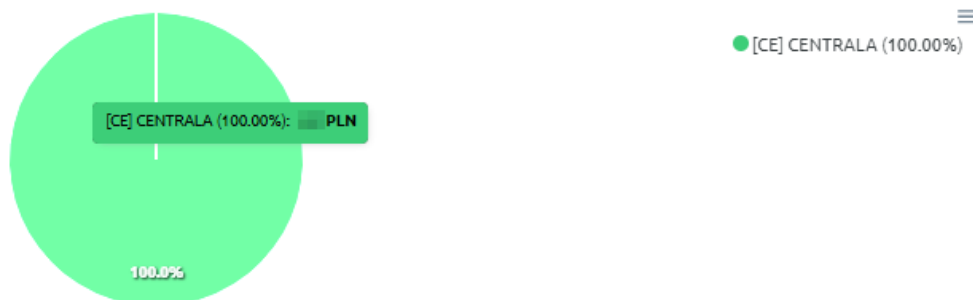 [CE] CENTRALA (100.00%)
[CE] CENTRALA (100.00%): PLN
100.0%